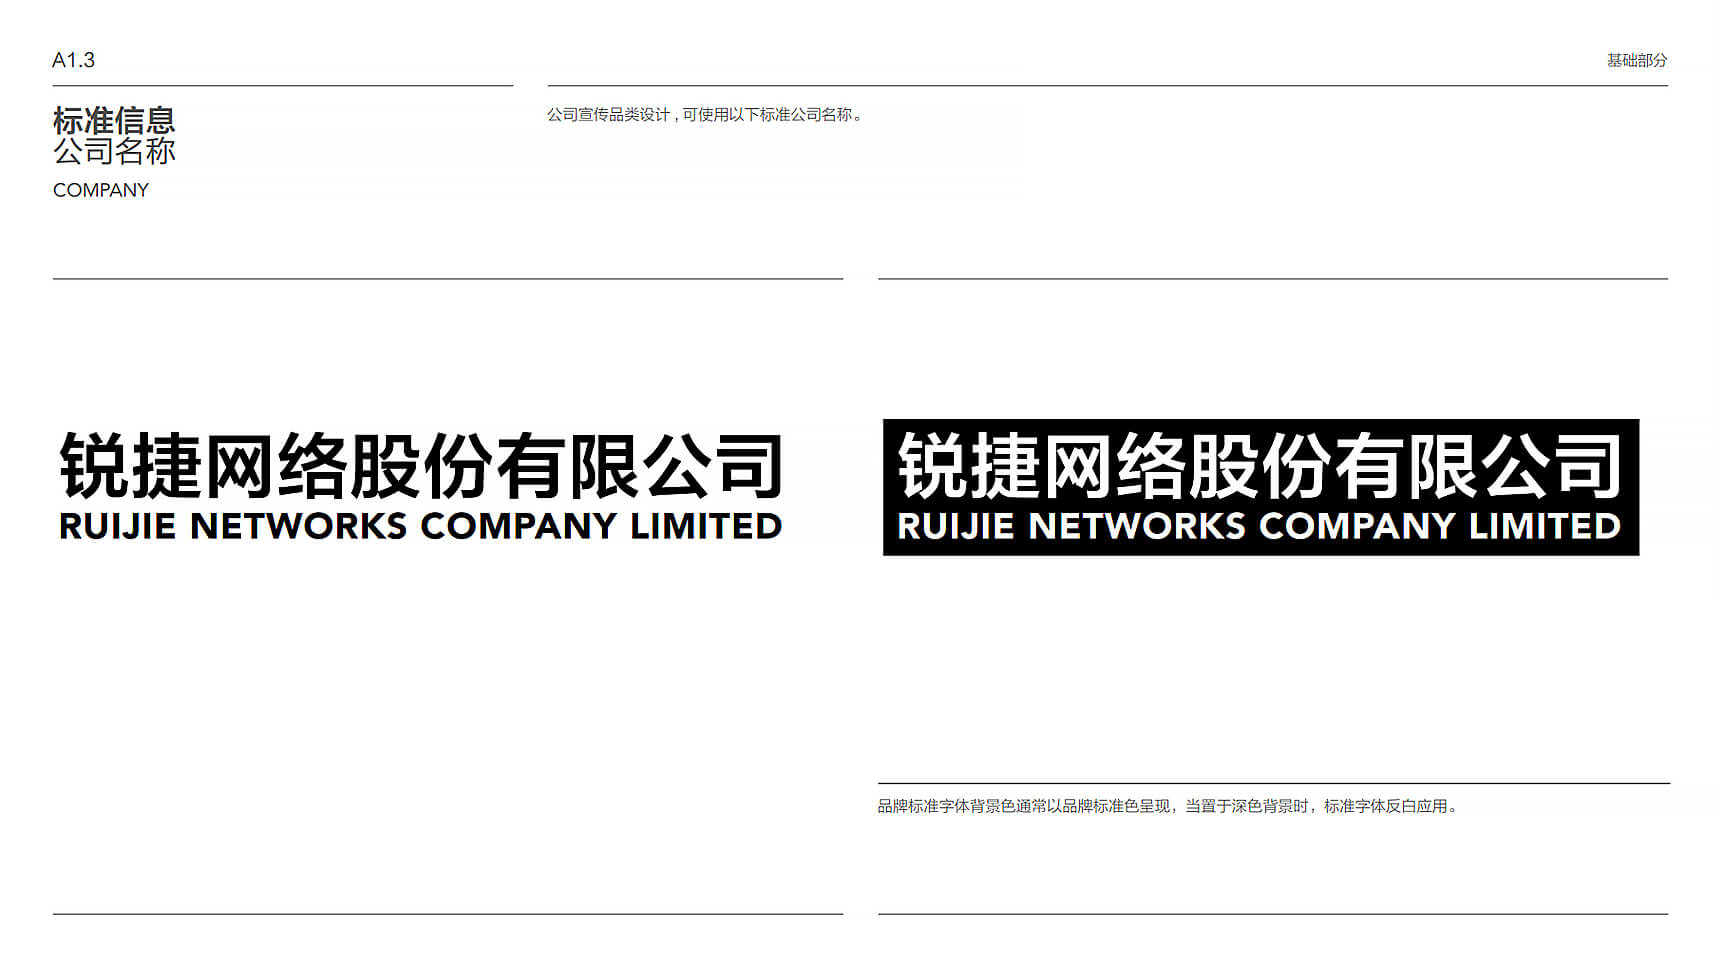 A1.3
基础部分
标准信息
公司名称
COMPANY
公司宣传品类设计,可使用以下标准公司名称。
锐捷网络股份有限公司
RUIJIE NETWORKS COMPANY LIMITED
锐捷网络股份有限公司
RUIJIE NETWORKS COMPANY LIMITED
品牌标准字体背景色通常以品牌标准色呈现，当置于深色背景时，标准字体反白应用。